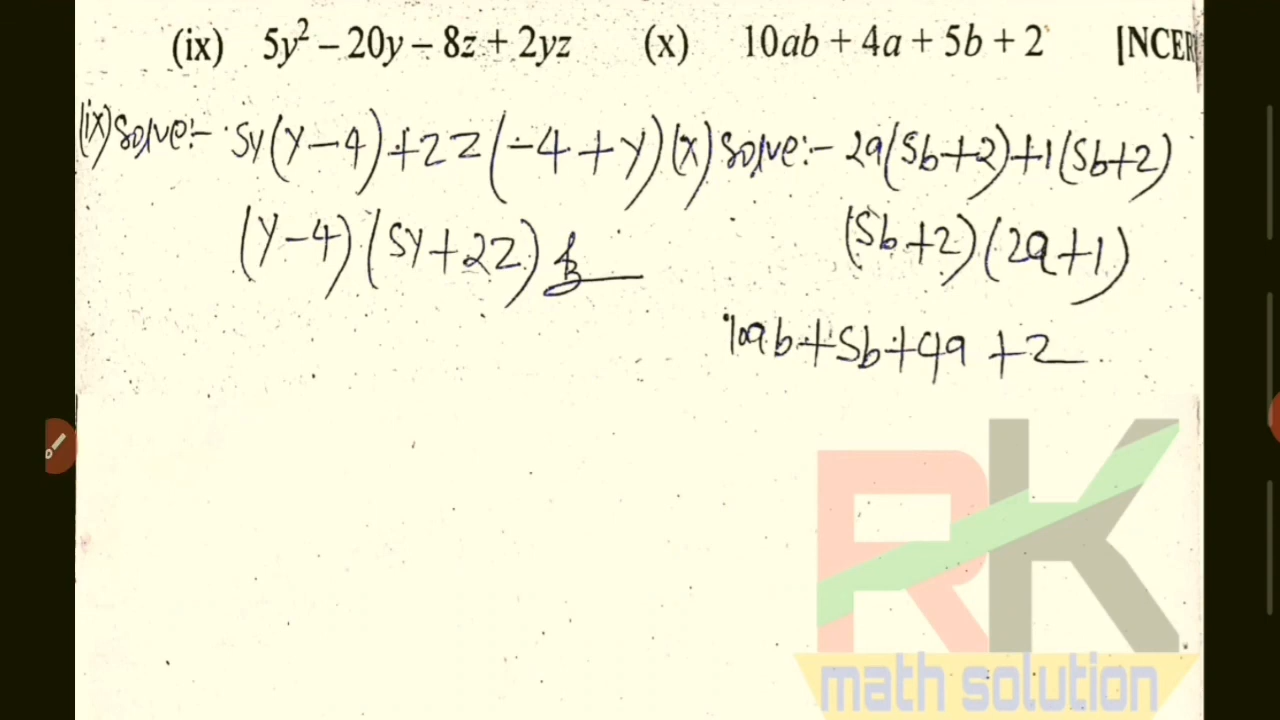 (ix) 5y² – 20y – 8z + 2yz (x) 10ab + 4a + 5b + 2 [NCER
(ix) Solve:- 5y(y-4)+2z(-4+y)
(y-4)(5y+2z)
(x) Solve:- 2a(5b+2)+1(5b+2)
(5b+2)(2a+1)
10ab+5b+4a+2
RK
math solution